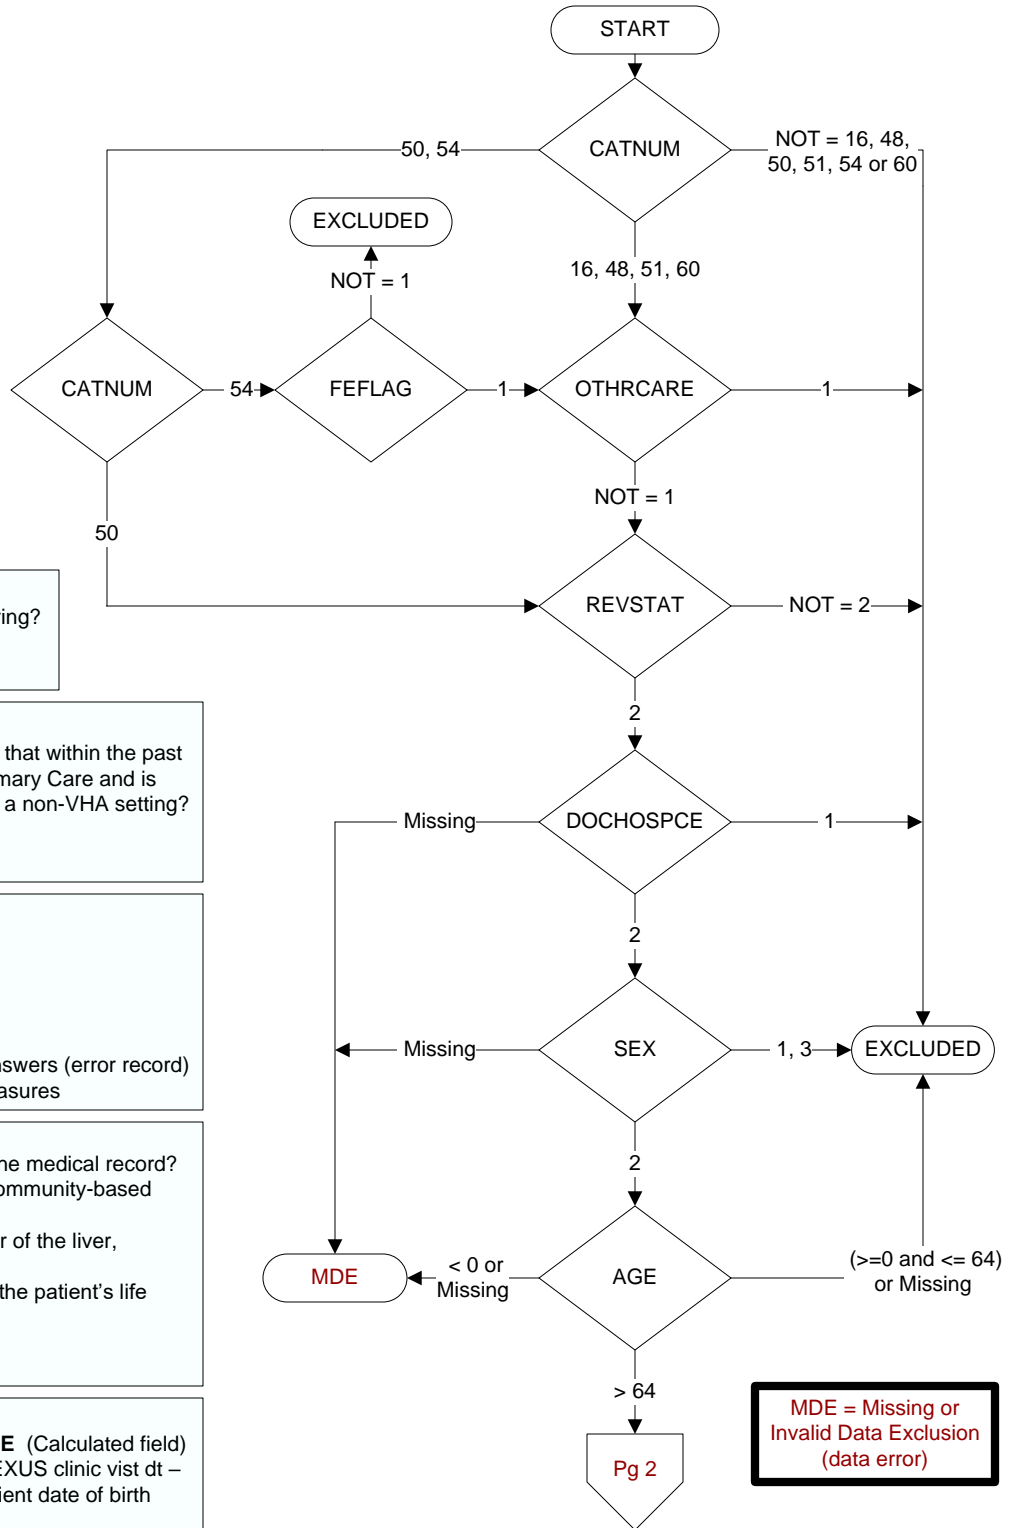 START
CATNUM
50, 54
NOT = 16, 48,
50, 51, 54 or 60
EXCLUDED
NOT = 1
16, 48, 51, 60
CATNUM
54
FEFLAG
1
OTHRCARE
1
NOT = 1
50
REVSTAT
NOT = 2
ing?
2
that within the past
mary Care and is
a non-VHA setting?
Missing
DOCHOSPCE
1
2
Missing
SEX
1, 3
EXCLUDED
nswers (error record)
asures
2
he medical record?
ommunity-based
r of the liver,
the patient's life
MDE
< 0 or
Missing
AGE
(>=0 and <= 64)
or Missing
> 64
E (Calculated field)
EXUS clinic vist dt –
ient date of birth
Pg 2
MDE = Missing or
Invalid Data Exclusion
(data error)